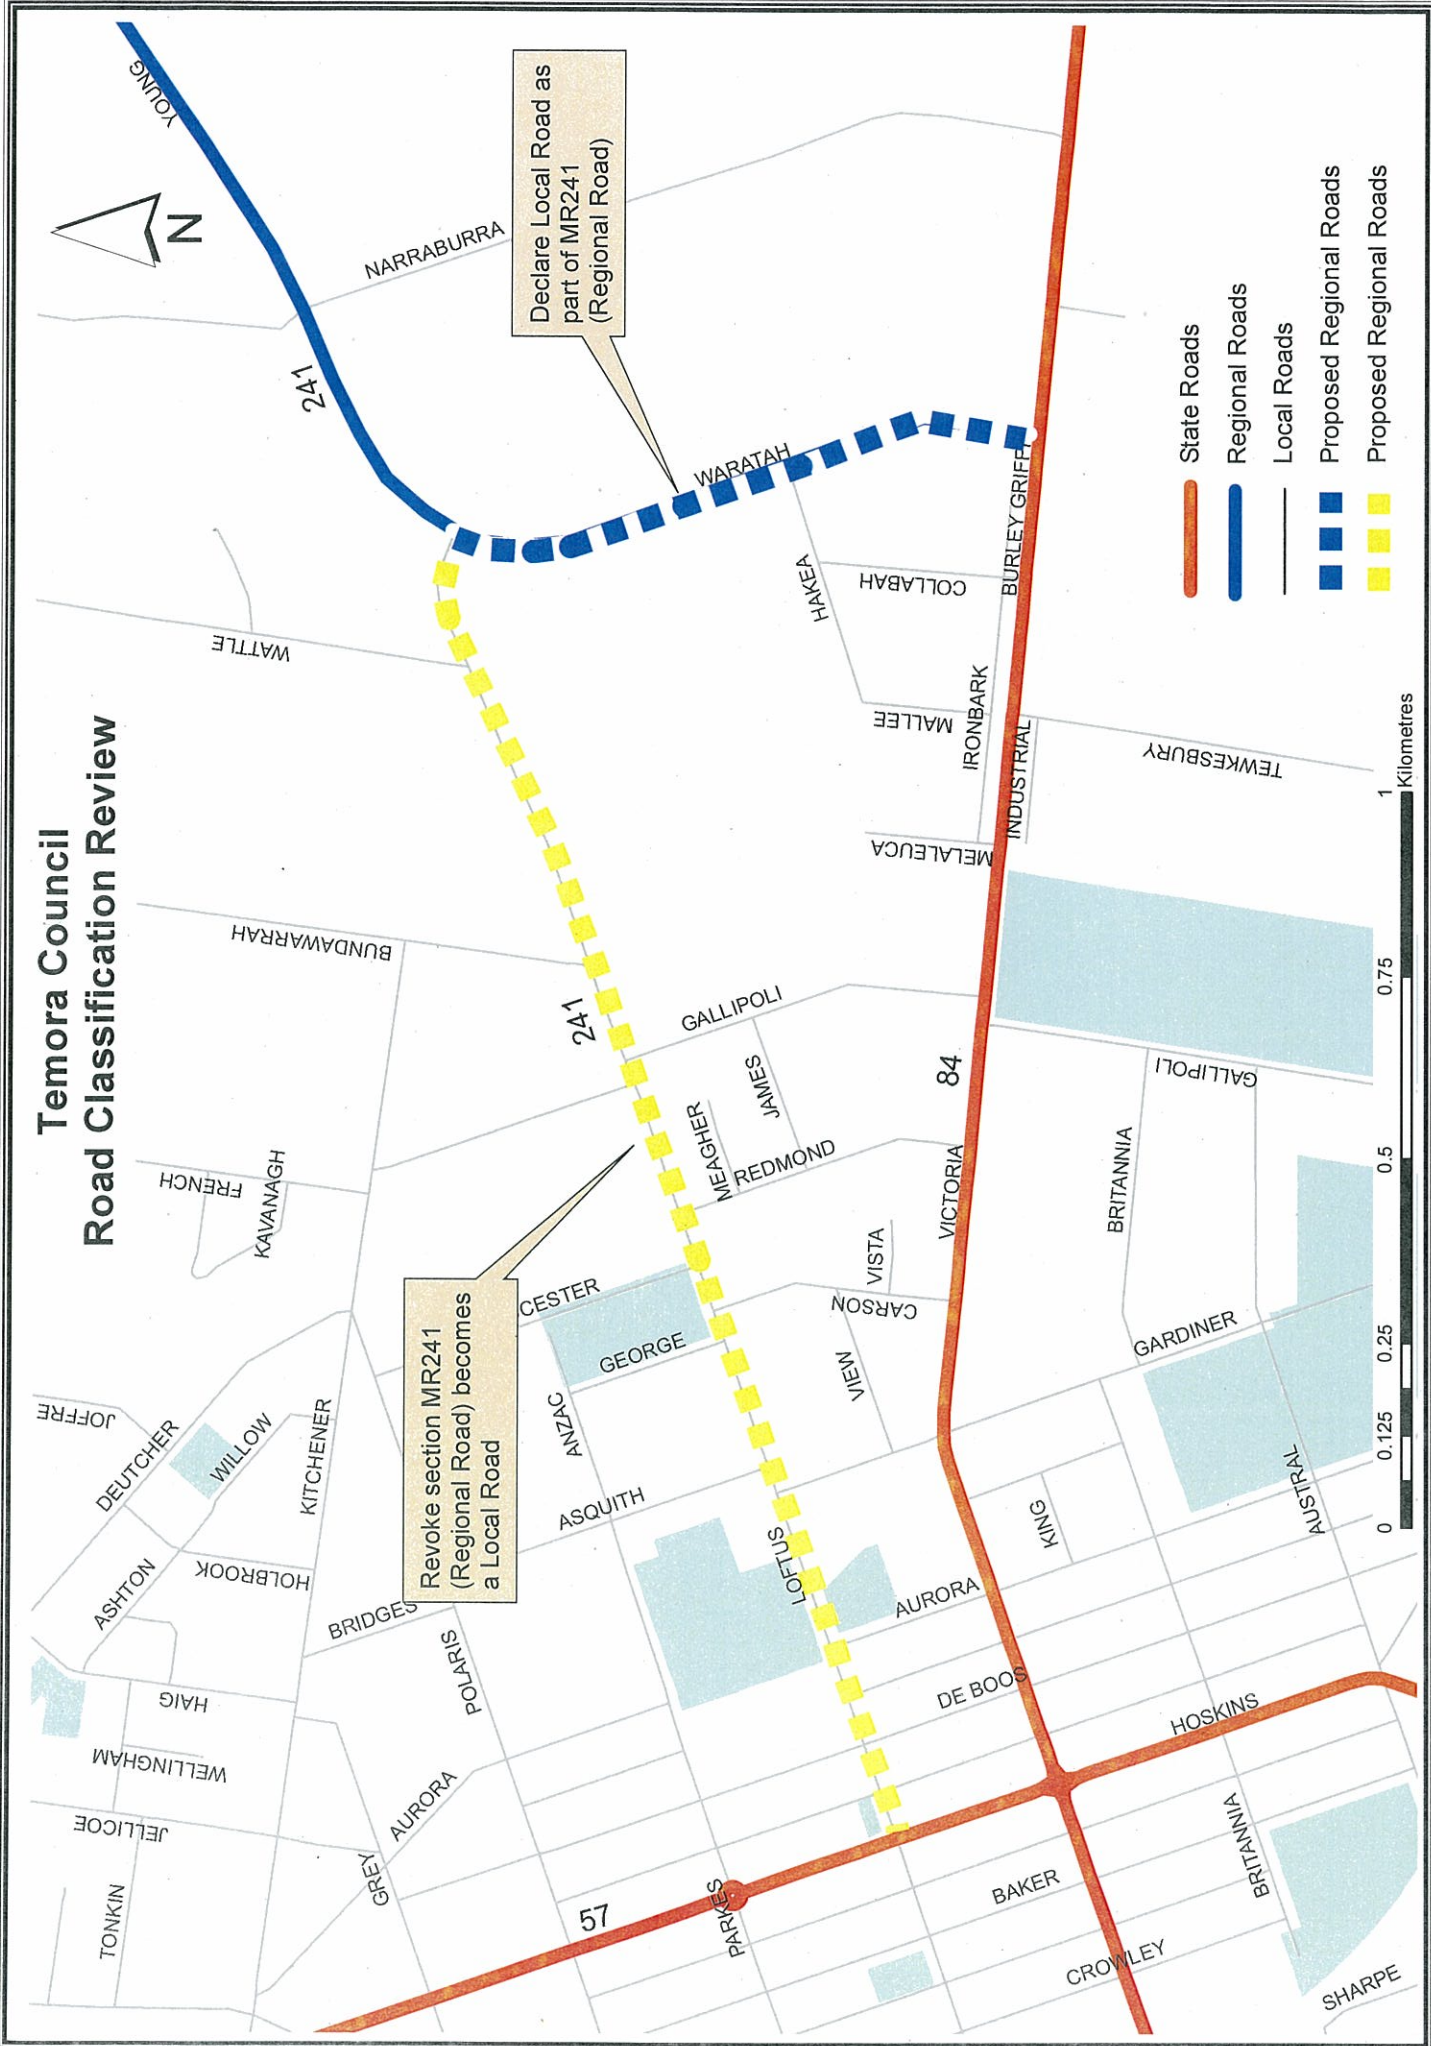 Temora Council
Road Classification Review
YOUNG
N
NARRABURRA
241
Declare Local Road as
part of MR241
(Regional Road)
WATTLE
WARATAH
HAKEA
COLLABAH
MALLEE
IRONBARK
INDUSTRIAL
MELALEUCA
TEWKESBURY
BUNDAWARRAH
241
GALLIPOLI
JAMES
MEAGHER
REDMOND
84
VICTORIA
GALLIPOLI
BRITANNIA
FRENCH
KAVANAGH
Revoke section MR241
(Regional Road) becomes
a Local Road
CESTER
GEORGE
ANZAC
ASQUITH
VISTA
CARSON
VIEW
GARDINER
JOFFRE
DEUTCHER
WILLOW
KITCHENER
HOLBROOK
ASHTON
BRIDGES
POLARIS
LOFTUS
AURORA
KING
AUSTRAL
HAIG
WELLINGHAM
JELLICOE
TONKIN
GREY
AURORA
DE BOOS
HOSKINS
57
PARKES
BAKER
CROWLEY
BRITANNIA
SHARPE
State Roads
Regional Roads
Local Roads
Proposed Regional Roads
Proposed Regional Roads
0 0.125 0.25 0.5 0.75 1
Kilometres